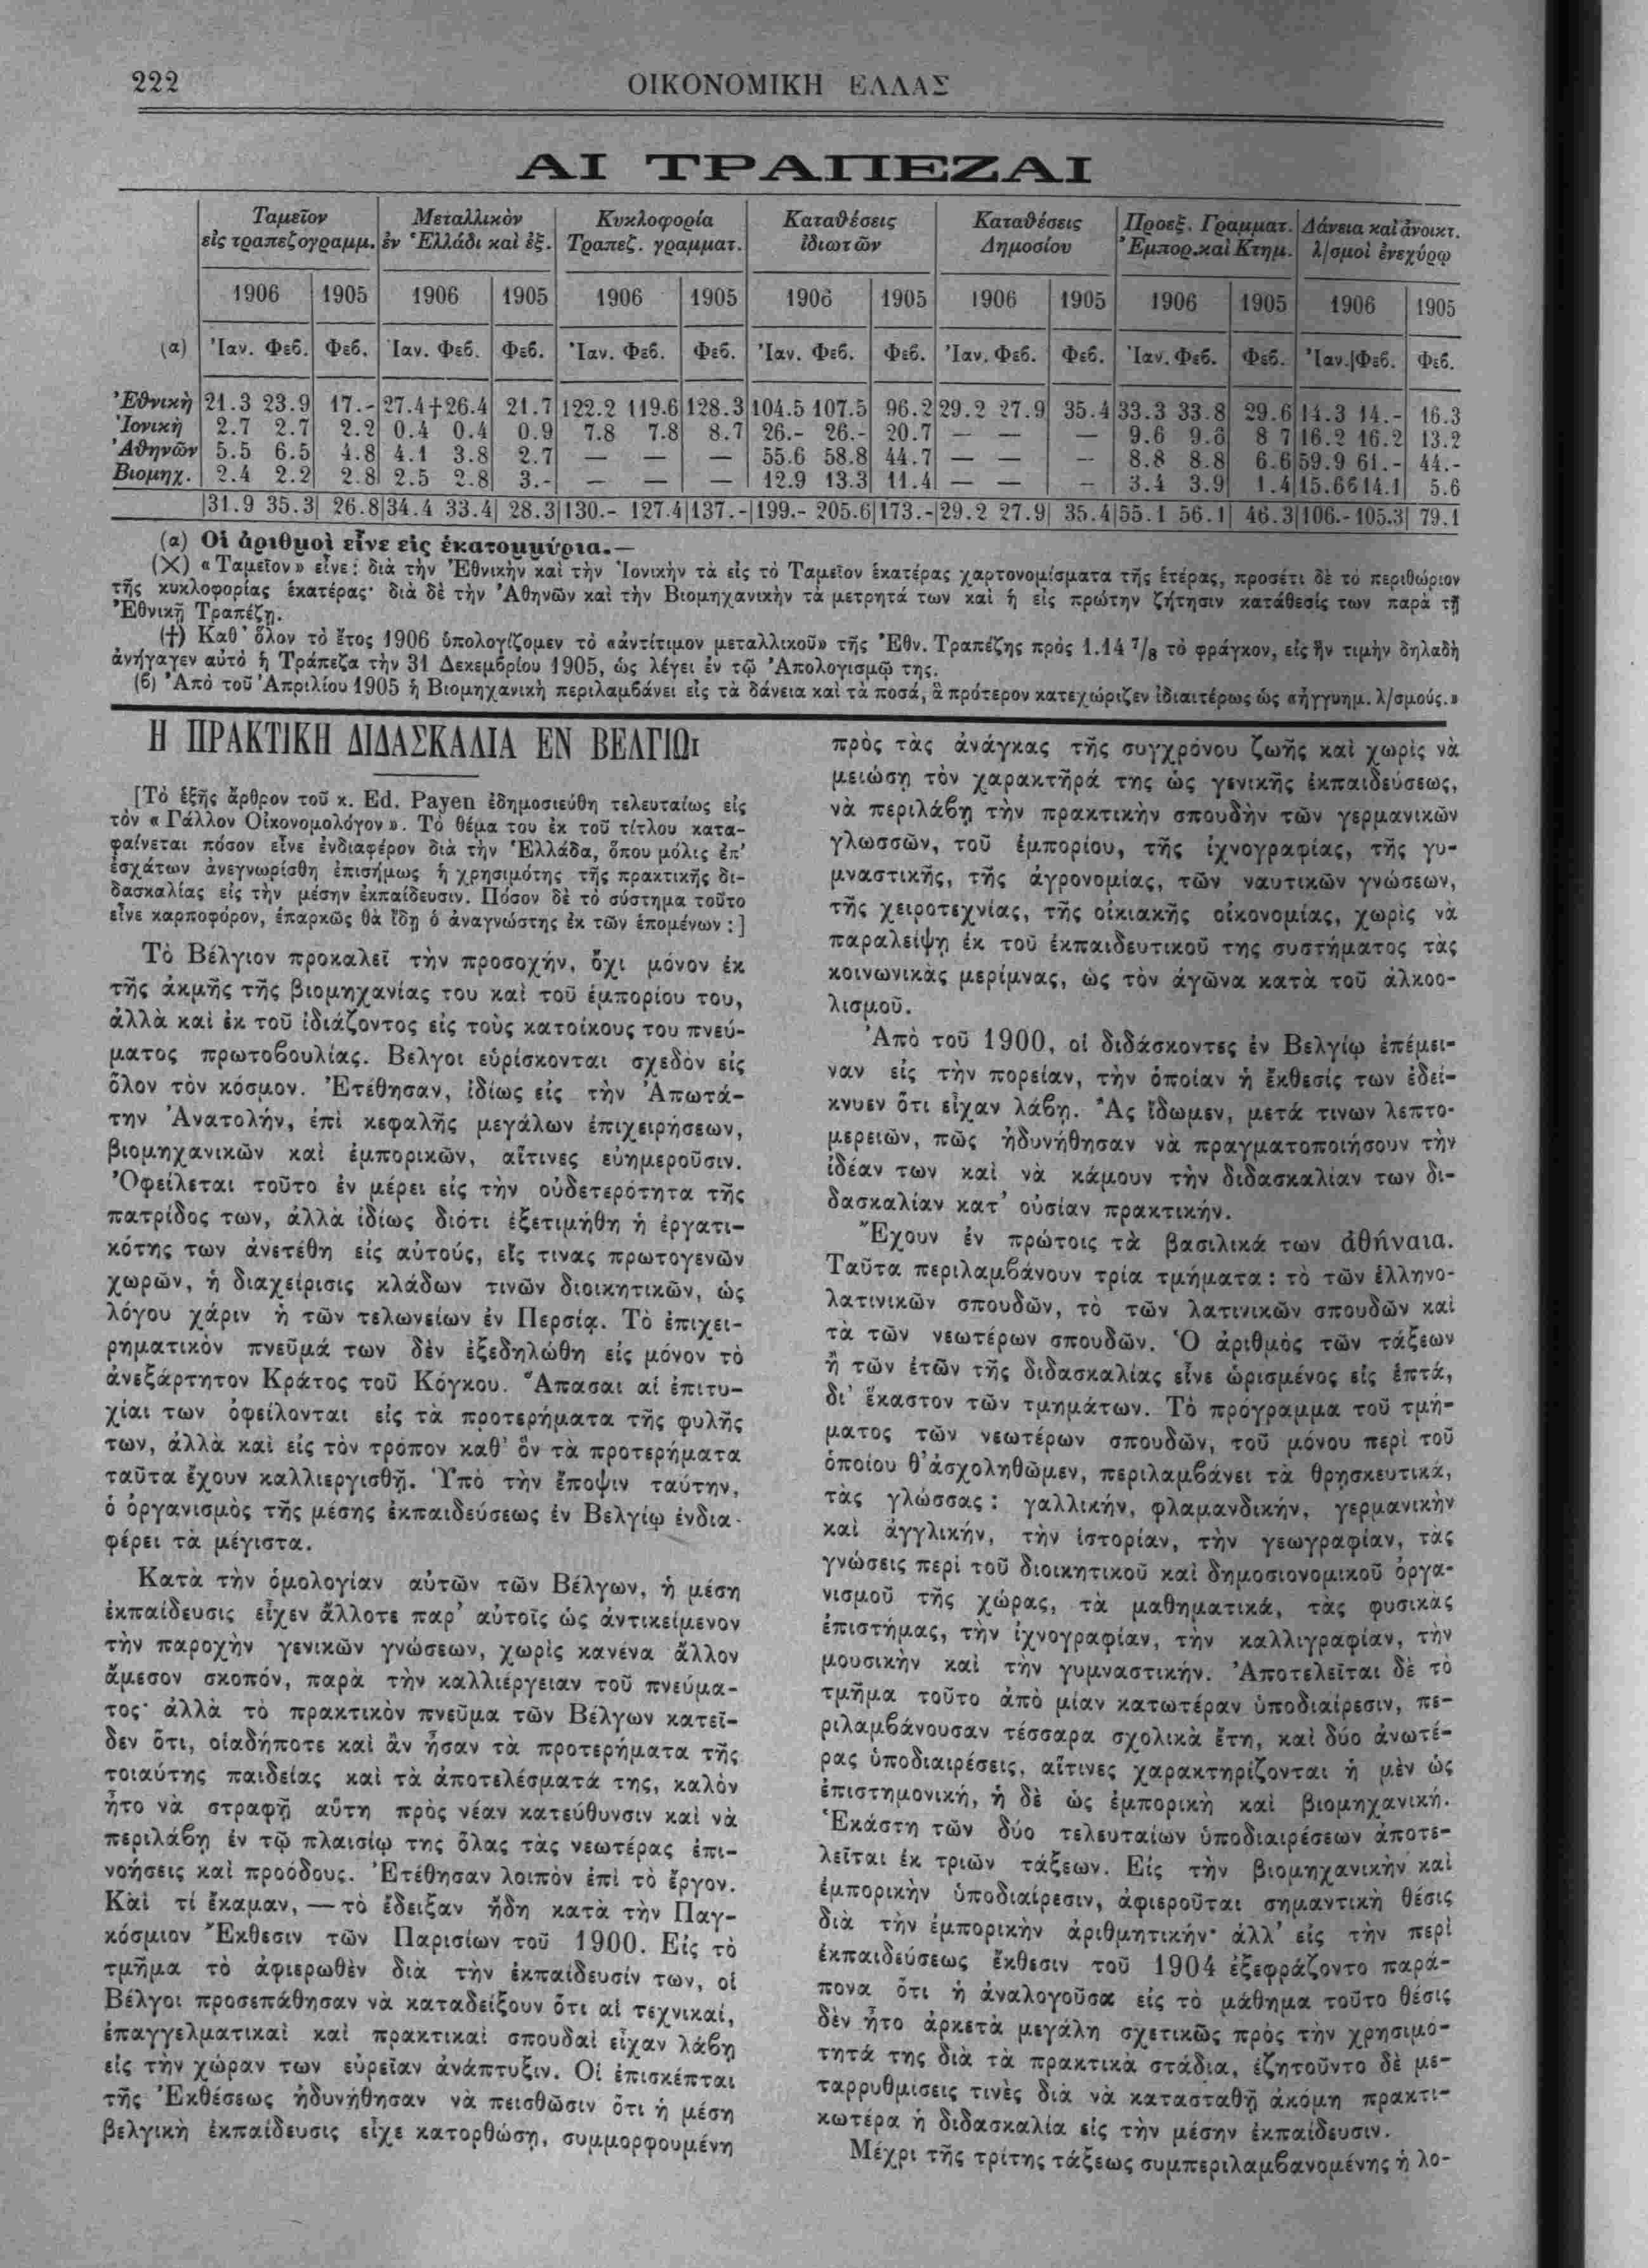 222
ΟΙΚΟΝΟΜΙΚΗ ΕΛΛΑΣ
ΑΙ ΤΡΑΠΕΖΑΙ
Ταμεῖον Μεταλλικὸν Κυκλοφορία Καταθέσεις Καταθέσεις Προεξ. Γραμματ. Δάνεια καὶ ἀνοικτ.
εἰς τραπεζογραμμ. ἐν Ἑλλάδι καὶ ἐξ. Τραπεζ. γραμματ. ἰδιωτῶν Δημοσίου Ἐμπορ. καὶ Κτημ. λ/σμοὶ ἐνεχύρῳ
1906 1905 1906 1905 1906 1905 1906 1905 1906 1905 1906 1905 1906 1905
(α) Ἰαν. Φεβ. Φεβ. Ἰαν. Φεβ. Φεβ. Ἰαν. Φεβ. Φεβ. Ἰαν. Φεβ. Φεβ. Ἰαν. Φεβ. Φεβ. Ἰαν. Φεβ. Φεβ. Ἰαν. Φεβ. Φεβ.
Ἐθνικὴ 21.3 23.9 17.- 27.4 † 26.4 21.7 122.2 119.6 128.3 104.5 107.5 96.2 29.2 27.9 35.4 33.3 33.8 29.6 14.3 14.- 16.3
Ἰονικὴ 2.7 2.7 2.2 0.4 0.4 0.9 7.8 7.8 8.7 26.- 26.- 20.7 — — — 9.6 9.6 8 7 16.2 16.2 13.2
Ἀθηνῶν 5.5 6.5 4.8 4.1 3.8 2.7 — — — 55.6 58.8 44.7 — — — 8.8 8.8 6.6 59.9 61.- 44.-
Βιομηχ. 2.4 2.2 2.8 2.5 2.8 3.- — — — 12.9 13.3 11.4 — — — 3.4 3.9 1.4 15.6 6 14.1 5.6
31.9 35.3 26.8 34.4 33.4 28.3 130.- 127.4 137.- 199.- 205.6 173.- 29.2 27.9 35.4 55.1 56.1 46.3 106.- 105.3 79.1
(α) Οἱ ἀριθμοὶ εἶνε εἰς ἑκατομμύρια.—
(Χ) «Ταμεῖον» εἶνε: διὰ τὴν Ἐθνικὴν καὶ τὴν Ἰονικὴν τὰ εἰς τὸ Ταμεῖον ἑκατέρας χαρτονομίσματα τῆς ἑτέρας, προσέτι δὲ τὸ περιθώριον
τῆς κυκλοφορίας ἑκατέρας· διὰ δὲ τὴν Ἀθηνῶν καὶ τὴν Βιομηχανικὴν τὰ μετρητά των καὶ ἡ εἰς πρώτην ζήτησιν κατάθεσίς των παρὰ τῇ
Ἐθνικῇ Τραπέζῃ.
(†) Καθ' ὅλον τὸ ἔτος 1906 ὑπολογίζομεν τὸ «ἀντίτιμον μεταλλικοῦ» τῆς Ἐθν. Τραπέζης πρὸς 1.14 7/8 τὸ φράγκον, εἰς ἣν τιμὴν δηλαδὴ
ἀνήγαγεν αὐτὸ ἡ Τράπεζα τὴν 31 Δεκεμβρίου 1905, ὡς λέγει ἐν τῷ Ἀπολογισμῷ της.
(β) Ἀπὸ τοῦ Ἀπριλίου 1905 ἡ Βιομηχανικὴ περιλαμβάνει εἰς τὰ δάνεια καὶ τὰ ποσά, ἃ πρότερον κατεχώριζεν ἰδιαιτέρως ὡς «ἠγγυημ. λ/σμούς.»
Η ΠΡΑΚΤΙΚΗ ΔΙΔΑΣΚΑΛΙΑ ΕΝ ΒΕΛΓΙΩι
[Τὸ ἑξῆς ἄρθρον τοῦ κ. Ed. Payen ἐδημοσιεύθη τελευταίως εἰς
τὸν «Γάλλον Οἰκονομολόγον». Τὸ θέμα του ἐκ τοῦ τίτλου κατα-
φαίνεται πόσον εἶνε ἐνδιαφέρον διὰ τὴν Ἑλλάδα, ὅπου μόλις ἐπ'
ἐσχάτων ἀνεγνωρίσθη ἐπισήμως ἡ χρησιμότης τῆς πρακτικῆς δι-
δασκαλίας εἰς τὴν μέσην ἐκπαίδευσιν. Πόσον δὲ τὸ σύστημα τοῦτο
εἶνε καρποφόρον, ἐπαρκῶς θὰ ἴδῃ ὁ ἀναγνώστης ἐκ τῶν ἑπομένων:]
Τὸ Βέλγιον προκαλεῖ τὴν προσοχήν, ὄχι μόνον ἐκ
τῆς ἀκμῆς τῆς βιομηχανίας του καὶ τοῦ ἐμπορίου του,
ἀλλὰ καὶ ἐκ τοῦ ἰδιάζοντος εἰς τοὺς κατοίκους του πνεύ-
ματος πρωτοβουλίας. Βέλγοι εὑρίσκονται σχεδὸν εἰς
ὅλον τὸν κόσμον. Ἐτέθησαν, ἰδίως εἰς τὴν Ἀπωτά-
την Ἀνατολήν, ἐπὶ κεφαλῆς μεγάλων ἐπιχειρήσεων,
βιομηχανικῶν καὶ ἐμπορικῶν, αἵτινες εὐημεροῦσιν.
Ὀφείλεται τοῦτο ἐν μέρει εἰς τὴν οὐδετερότητα τῆς
πατρίδος των, ἀλλὰ ἰδίως διότι ἐξετιμήθη ἡ ἐργατι-
κότης των ἀνετέθη εἰς αὐτούς, εἴς τινας πρωτογενῶν
χωρῶν, ἡ διαχείρισις κλάδων τινῶν διοικητικῶν, ὡς
λόγου χάριν ἡ τῶν τελωνείων ἐν Περσίᾳ. Τὸ ἐπιχει-
ρηματικὸν πνεῦμά των δὲν ἐξεδηλώθη εἰς μόνον τὸ
ἀνεξάρτητον Κράτος τοῦ Κόγκου. Ἅπασαι αἱ ἐπιτυ-
χίαι των ὀφείλονται εἰς τὰ προτερήματα τῆς φυλῆς
των, ἀλλὰ καὶ εἰς τὸν τρόπον καθ' ὃν τὰ προτερήματα
ταῦτα ἔχουν καλλιεργισθῇ. Ὑπὸ τὴν ἔποψιν ταύτην,
ὁ ὀργανισμὸς τῆς μέσης ἐκπαιδεύσεως ἐν Βελγίῳ ἐνδια-
φέρει τὰ μέγιστα.
Κατὰ τὴν ὁμολογίαν αὐτῶν τῶν Βέλγων, ἡ μέση
ἐκπαίδευσις εἶχεν ἄλλοτε παρ' αὐτοῖς ὡς ἀντικείμενον
τὴν παροχὴν γενικῶν γνώσεων, χωρὶς κανένα ἄλλον
ἄμεσον σκοπόν, παρὰ τὴν καλλιέργειαν τοῦ πνεύμα-
τος· ἀλλὰ τὸ πρακτικὸν πνεῦμα τῶν Βέλγων κατεῖ-
δεν ὅτι, οἱαδήποτε καὶ ἂν ἦσαν τὰ προτερήματα τῆς
τοιαύτης παιδείας καὶ τὰ ἀποτελέσματά της, καλὸν
ἦτο νὰ στραφῇ αὕτη πρὸς νέαν κατεύθυνσιν καὶ νὰ
περιλάβῃ ἐν τῷ πλαισίῳ της ὅλας τὰς νεωτέρας ἐπι-
νοήσεις καὶ προόδους. Ἐτέθησαν λοιπὸν ἐπὶ τὸ ἔργον.
Καὶ τί ἔκαμαν, — τὸ ἔδειξαν ἤδη κατὰ τὴν Παγ-
κόσμιον Ἔκθεσιν τῶν Παρισίων τοῦ 1900. Εἰς τὸ
τμῆμα τὸ ἀφιερωθὲν διὰ τὴν ἐκπαίδευσίν των, οἱ
Βέλγοι προσεπάθησαν νὰ καταδείξουν ὅτι αἱ τεχνικαί,
ἐπαγγελματικαὶ καὶ πρακτικαὶ σπουδαὶ εἶχαν λάβῃ
εἰς τὴν χώραν των εὐρεῖαν ἀνάπτυξιν. Οἱ ἐπισκέπται
τῆς Ἐκθέσεως ἠδυνήθησαν νὰ πεισθῶσιν ὅτι ἡ μέση
βελγικὴ ἐκπαίδευσις εἶχε κατορθώσῃ, συμμορφουμένη
πρὸς τὰς ἀνάγκας τῆς συγχρόνου ζωῆς καὶ χωρὶς νὰ
μειώσῃ τὸν χαρακτῆρά της ὡς γενικῆς ἐκπαιδεύσεως,
νὰ περιλάβῃ τὴν πρακτικὴν σπουδὴν τῶν γερμανικῶν
γλωσσῶν, τοῦ ἐμπορίου, τῆς ἰχνογραφίας, τῆς γυ-
μναστικῆς, τῆς ἀγρονομίας, τῶν ναυτικῶν γνώσεων,
τῆς χειροτεχνίας, τῆς οἰκιακῆς οἰκονομίας, χωρὶς νὰ
παραλείψῃ ἐκ τοῦ ἐκπαιδευτικοῦ της συστήματος τὰς
κοινωνικὰς μερίμνας, ὡς τὸν ἀγῶνα κατὰ τοῦ ἀλκοο-
λισμοῦ.
Ἀπὸ τοῦ 1900, οἱ διδάσκοντες ἐν Βελγίῳ ἐπέμει-
ναν εἰς τὴν πορείαν, τὴν ὁποίαν ἡ ἔκθεσίς των ἐδεί-
κνυεν ὅτι εἶχαν λάβῃ. Ἂς ἴδωμεν, μετά τινων λεπτο-
μερειῶν, πῶς ἠδυνήθησαν νὰ πραγματοποιήσουν τὴν
ἰδέαν των καὶ νὰ κάμουν τὴν διδασκαλίαν των δι-
δασκαλίαν κατ' οὐσίαν πρακτικήν.
Ἔχουν ἐν πρώτοις τὰ βασιλικά των ἀθήναια.
Ταῦτα περιλαμβάνουν τρία τμήματα: τὸ τῶν ἑλληνο-
λατινικῶν σπουδῶν, τὸ τῶν λατινικῶν σπουδῶν καὶ
τὰ τῶν νεωτέρων σπουδῶν. Ὁ ἀριθμὸς τῶν τάξεων
ἢ τῶν ἐτῶν τῆς διδασκαλίας εἶνε ὡρισμένος εἰς ἑπτά,
δι' ἕκαστον τῶν τμημάτων. Τὸ πρόγραμμα τοῦ τμή-
ματος τῶν νεωτέρων σπουδῶν, τοῦ μόνου περὶ τοῦ
ὁποίου θ' ἀσχοληθῶμεν, περιλαμβάνει τὰ θρησκευτικά,
τὰς γλώσσας: γαλλικήν, φλαμανδικήν, γερμανικὴν
καὶ ἀγγλικήν, τὴν ἱστορίαν, τὴν γεωγραφίαν, τὰς
γνώσεις περὶ τοῦ διοικητικοῦ καὶ δημοσιονομικοῦ ὀργα-
νισμοῦ τῆς χώρας, τὰ μαθηματικά, τὰς φυσικὰς
ἐπιστήμας, τὴν ἰχνογραφίαν, τὴν καλλιγραφίαν, τὴν
μουσικὴν καὶ τὴν γυμναστικήν. Ἀποτελεῖται δὲ τὸ
τμῆμα τοῦτο ἀπὸ μίαν κατωτέραν ὑποδιαίρεσιν, πε-
ριλαμβάνουσαν τέσσαρα σχολικὰ ἔτη, καὶ δύο ἀνωτέ-
ρας ὑποδιαιρέσεις, αἵτινες χαρακτηρίζονται ἡ μὲν ὡς
ἐπιστημονική, ἡ δὲ ὡς ἐμπορικὴ καὶ βιομηχανική.
Ἑκάστη τῶν δύο τελευταίων ὑποδιαιρέσεων ἀποτε-
λεῖται ἐκ τριῶν τάξεων. Εἰς τὴν βιομηχανικὴν καὶ
ἐμπορικὴν ὑποδιαίρεσιν, ἀφιεροῦται σημαντικὴ θέσις
διὰ τὴν ἐμπορικὴν ἀριθμητικήν· ἀλλ' εἰς τὴν περὶ
ἐκπαιδεύσεως ἔκθεσιν τοῦ 1904 ἐξεφράζοντο παρά-
πονα ὅτι ἡ ἀναλογοῦσα εἰς τὸ μάθημα τοῦτο θέσις
δὲν ἦτο ἀρκετὰ μεγάλη σχετικῶς πρὸς τὴν χρησιμό-
τητά της διὰ τὰ πρακτικὰ στάδια, ἐζητοῦντο δὲ με-
ταρρυθμίσεις τινὲς διὰ νὰ κατασταθῇ ἀκόμη πρακτι-
κωτέρα ἡ διδασκαλία εἰς τὴν μέσην ἐκπαίδευσιν.
Μέχρι τῆς τρίτης τάξεως συμπεριλαμβανομένης ἡ λο-